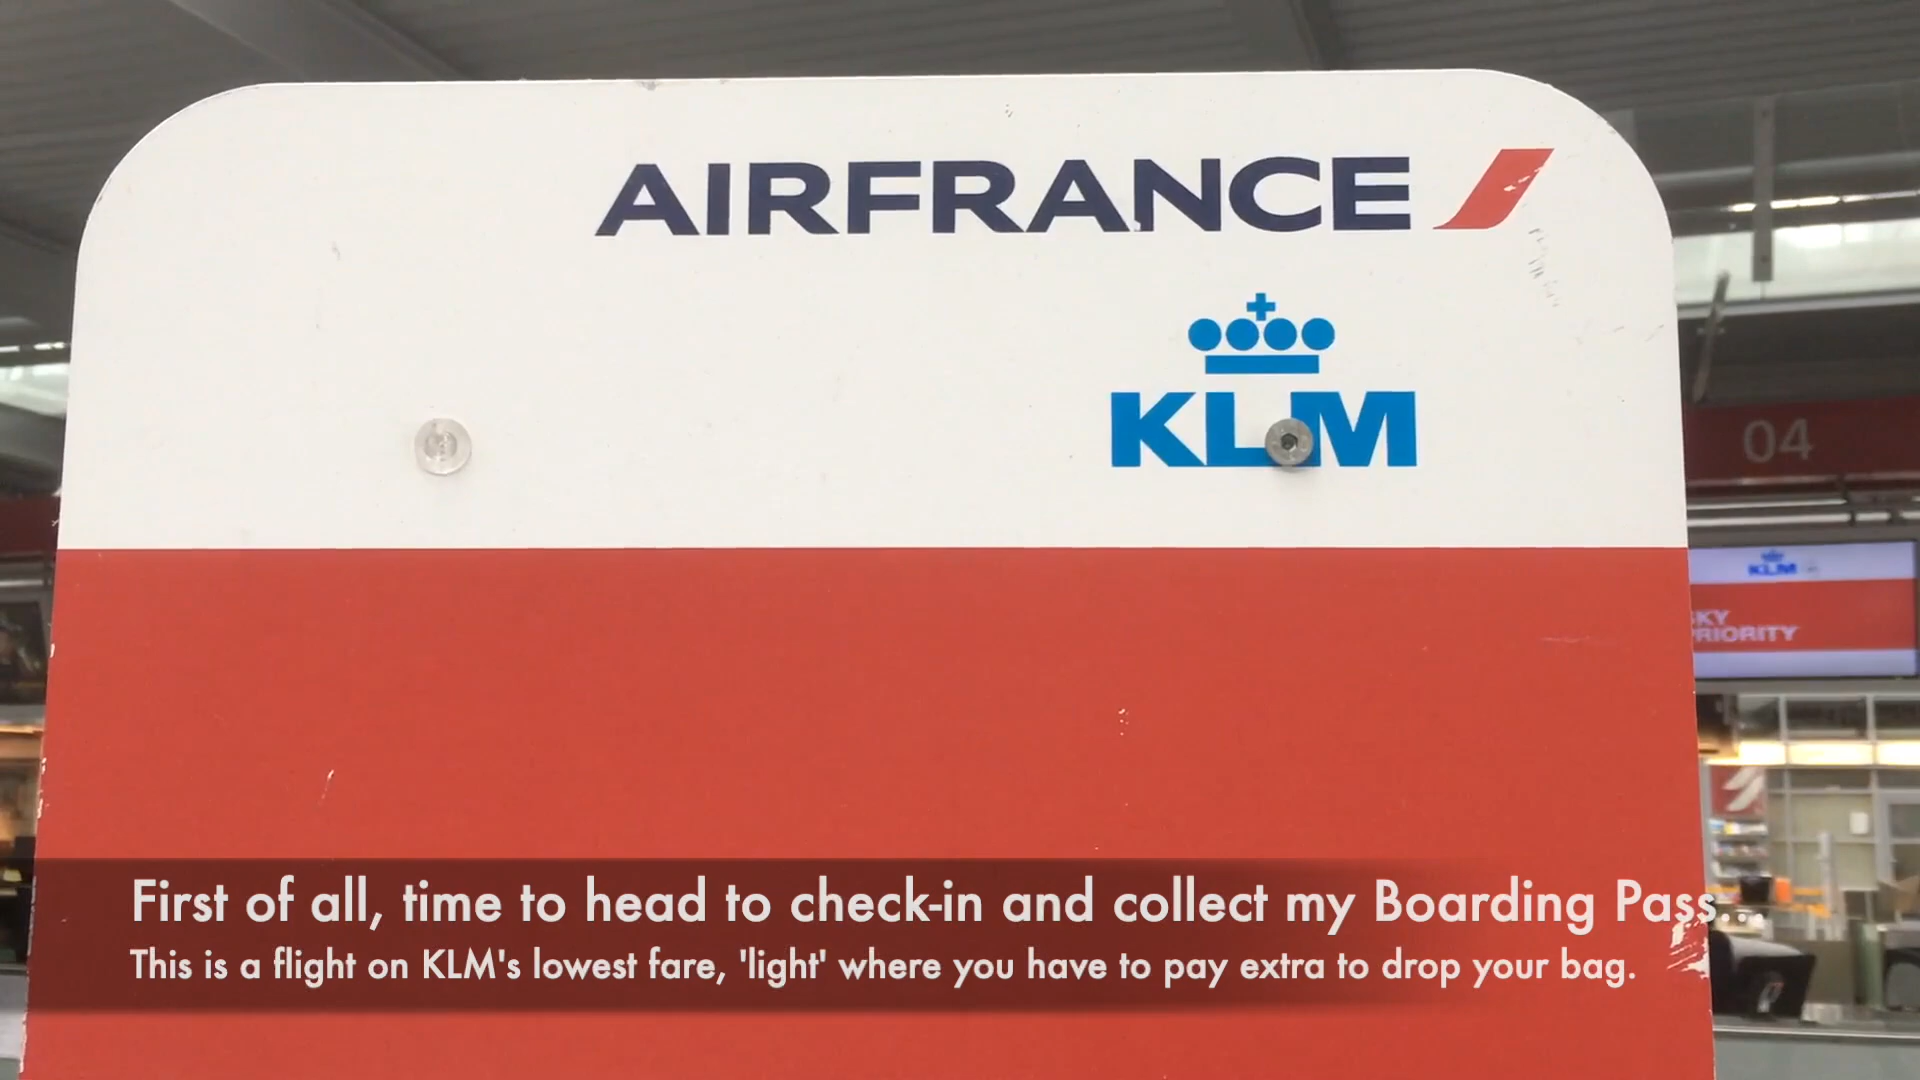 AIRFRANCE
KLM
04
KLM
SKY
PRIORITY
First of all, time to head to check-in and collect my Boarding Pass...
This is a flight on KLM's lowest fare, 'light' where you have to pay extra to drop your bag.